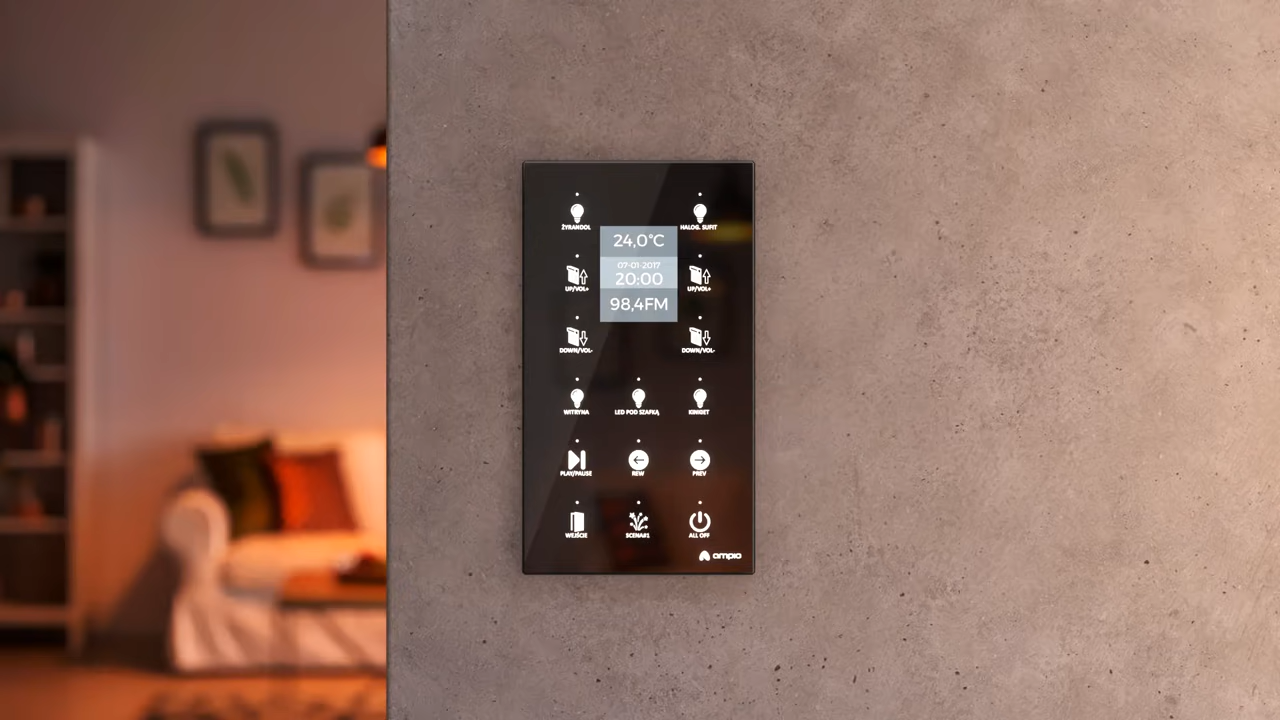 ŻYRANDOL
HALOG. SUFIT
24,0°C
07-01-2017
20:00
98,4FM
UP/VOL+
UP/VOL+
DOWN/VOL-
DOWN/VOL-
WITRYNA
LED POD SZAFKĄ
KINKIET
PLAY/PAUSE
REW
PREV
WEJŚCIE
SCENA#1
ALL OFF
ampio